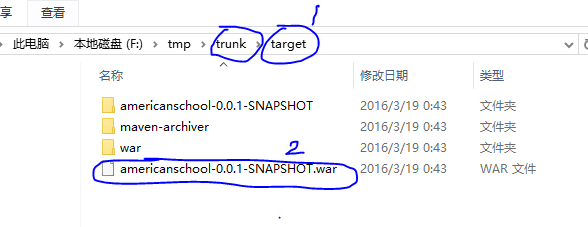 享 查看
1
此电脑 > 本地磁盘 (F:) > tmp > trunk > target
名称 修改日期 类型
americanschool-0.0.1-SNAPSHOT 2016/3/19 0:43 文件夹
maven-archiver 2016/3/19 0:43 文件夹
war 2016/3/19 0:43 文件夹
2
americanschool-0.0.1-SNAPSHOT.war 2016/3/19 0:43 WAR 文件